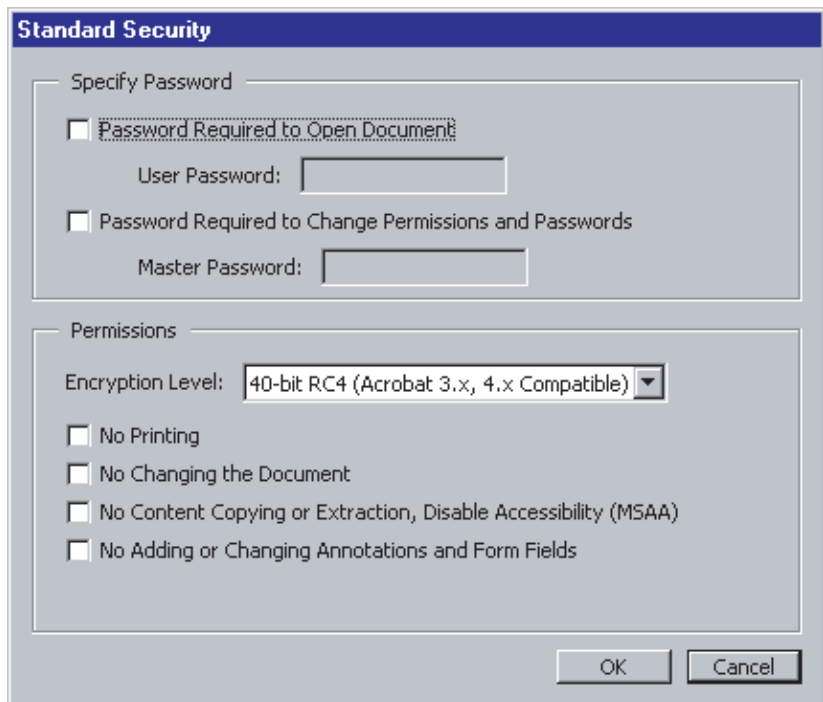 Standard Security
Specify Password
Password Required to Open Document
User Password:
Password Required to Change Permissions and Passwords
Master Password:
Permissions
Encryption Level: 40-bit RC4 (Acrobat 3.x, 4.x Compatible)
No Printing
No Changing the Document
No Content Copying or Extraction, Disable Accessibility (MSAA)
No Adding or Changing Annotations and Form Fields
OK Cancel